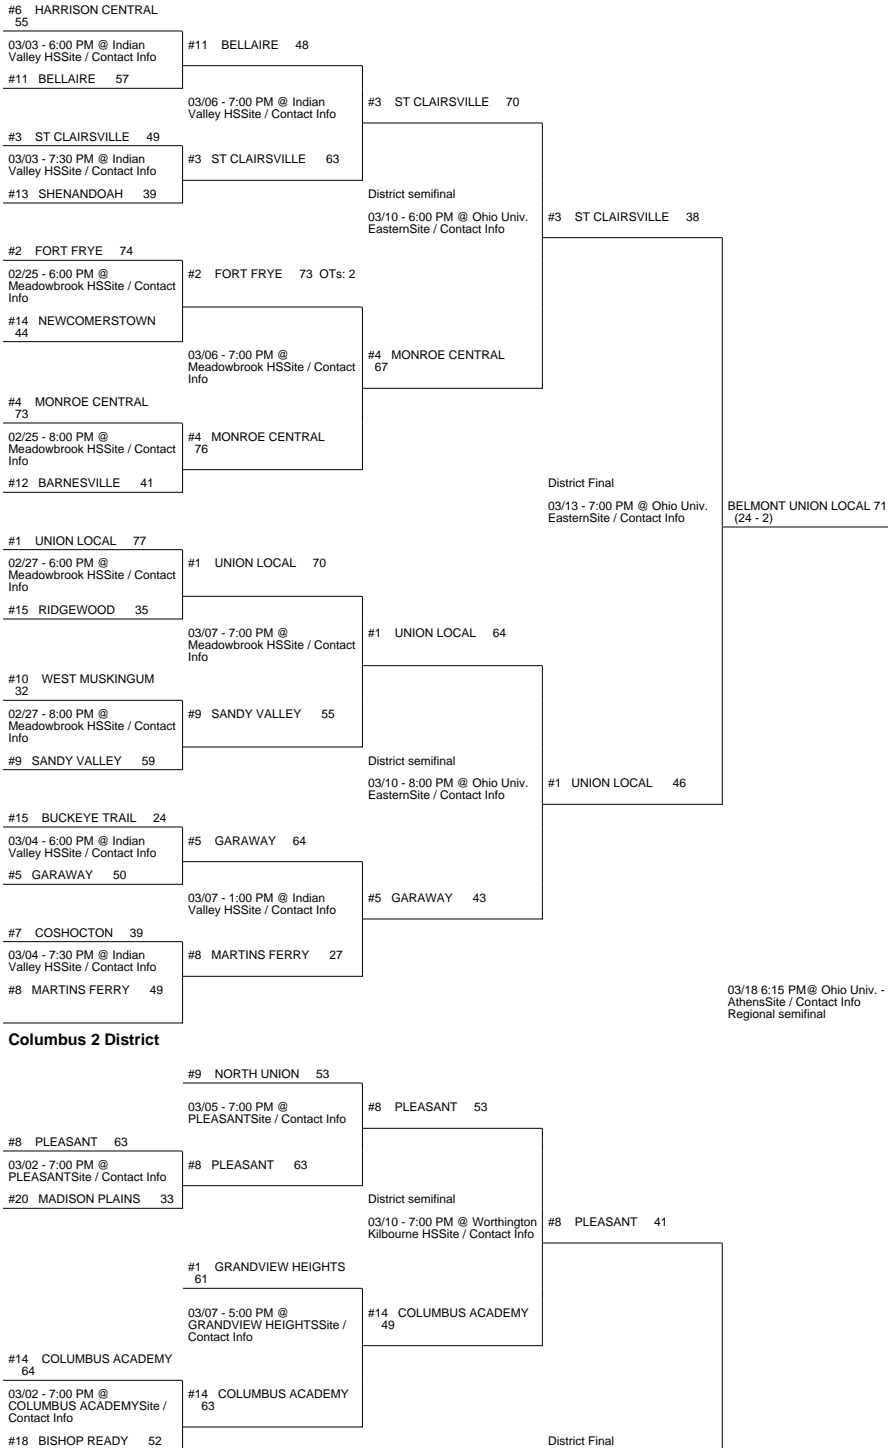 #6 HARRISON CENTRAL
55
03/03 - 6:00 PM @ Indian
Valley HSSite / Contact Info
#11 BELLAIRE 57
#11 BELLAIRE 48
03/06 - 7:00 PM @ Indian
Valley HSSite / Contact Info
#3 ST CLAIRSVILLE 49
03/03 - 7:30 PM @ Indian
Valley HSSite / Contact Info
#13 SHENANDOAH 39
#3 ST CLAIRSVILLE 63
#3 ST CLAIRSVILLE 70
District semifinal
03/10 - 6:00 PM @ Ohio Univ.
EasternSite / Contact Info
#3 ST CLAIRSVILLE 38
#2 FORT FRYE 74
02/25 - 6:00 PM @
Meadowbrook HSSite / Contact
Info
#14 NEWCOMERSTOWN
44
#2 FORT FRYE 73 OTs: 2
03/06 - 7:00 PM @
Meadowbrook HSSite / Contact
Info
#4 MONROE CENTRAL
67
#4 MONROE CENTRAL
73
02/25 - 8:00 PM @
Meadowbrook HSSite / Contact
Info
#12 BARNESVILLE 41
#4 MONROE CENTRAL
76
District Final
03/13 - 7:00 PM @ Ohio Univ.
EasternSite / Contact Info
BELMONT UNION LOCAL 71
(24 - 2)
#1 UNION LOCAL 77
02/27 - 6:00 PM @
Meadowbrook HSSite / Contact
Info
#15 RIDGEWOOD 35
#1 UNION LOCAL 70
03/07 - 7:00 PM @
Meadowbrook HSSite / Contact
Info
#1 UNION LOCAL 64
#10 WEST MUSKINGUM
32
02/27 - 8:00 PM @
Meadowbrook HSSite / Contact
Info
#9 SANDY VALLEY 59
#9 SANDY VALLEY 55
District semifinal
03/10 - 8:00 PM @ Ohio Univ.
EasternSite / Contact Info
#1 UNION LOCAL 46
#15 BUCKEYE TRAIL 24
03/04 - 6:00 PM @ Indian
Valley HSSite / Contact Info
#5 GARAWAY 50
#5 GARAWAY 64
03/07 - 1:00 PM @ Indian
Valley HSSite / Contact Info
#5 GARAWAY 43
#7 COSHOCTON 39
03/04 - 7:30 PM @ Indian
Valley HSSite / Contact Info
#8 MARTINS FERRY 49
#8 MARTINS FERRY 27
03/18 6:15 PM@ Ohio Univ. -
AthensSite / Contact Info
Regional semifinal
Columbus 2 District
#9 NORTH UNION 53
03/05 - 7:00 PM @
PLEASANTSite / Contact Info
#8 PLEASANT 53
#8 PLEASANT 63
03/02 - 7:00 PM @
PLEASANTSite / Contact Info
#20 MADISON PLAINS 33
#8 PLEASANT 63
District semifinal
03/10 - 7:00 PM @ Worthington
Kilbourne HSSite / Contact Info
#8 PLEASANT 41
#1 GRANDVIEW HEIGHTS
61
03/07 - 5:00 PM @
GRANDVIEW HEIGHTSSite /
Contact Info
#14 COLUMBUS ACADEMY
49
#14 COLUMBUS ACADEMY
64
03/02 - 7:00 PM @
COLUMBUS ACADEMYSite /
Contact Info
#18 BISHOP READY 52
#14 COLUMBUS ACADEMY
63
District Final